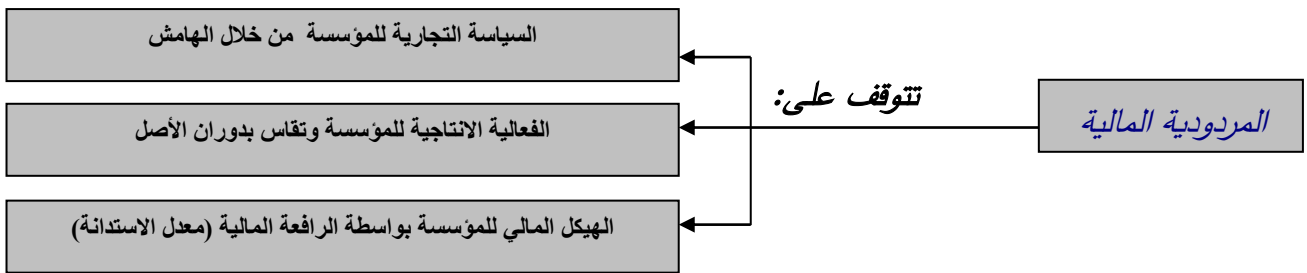 المردودية المالية
تتوقف على:
السياسة التجارية للمؤسسة من خلال الهامش
الفعالية الانتاجية للمؤسسة وتقاس بدوران الأصل
الهيكل المالي للمؤسسة بواسطة الرافعة المالية (معدل الاستدانة)